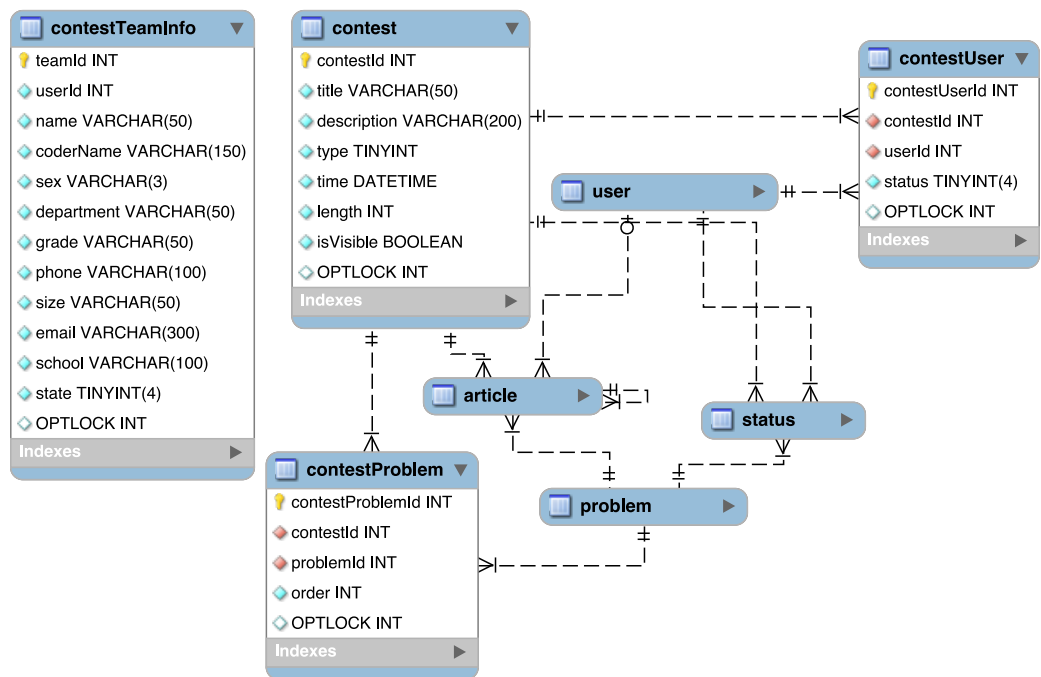 contestTeamInfo
teamId INT
userId INT
name VARCHAR(50)
coderName VARCHAR(150)
sex VARCHAR(3)
department VARCHAR(50)
grade VARCHAR(50)
phone VARCHAR(100)
size VARCHAR(50)
email VARCHAR(300)
school VARCHAR(100)
state TINYINT(4)
OPTLOCK INT
Indexes
contest
contestId INT
title VARCHAR(50)
description VARCHAR(200)
type TINYINT
time DATETIME
length INT
isVisible BOOLEAN
OPTLOCK INT
Indexes
contestUser
contestUserId INT
contestId INT
userId INT
status TINYINT(4)
OPTLOCK INT
Indexes
user
article
status
problem
contestProblem
contestProblemId INT
contestId INT
problemId INT
order INT
OPTLOCK INT
Indexes